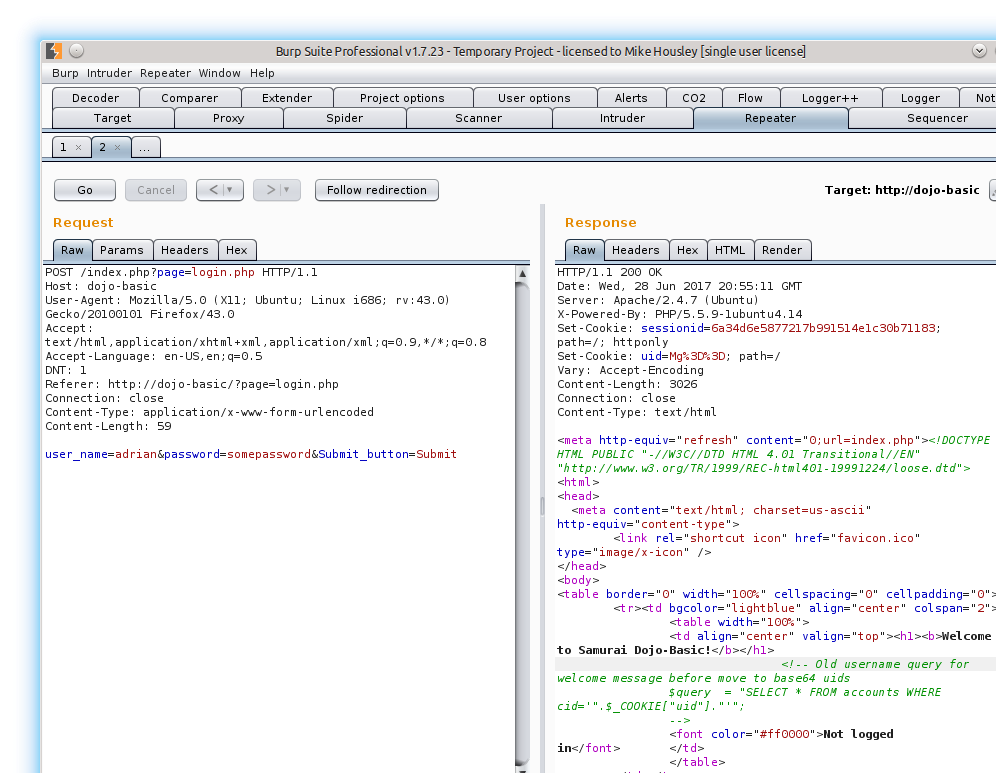 Burp Suite Professional v1.7.23 - Temporary Project - licensed to Mike Housley [single user license]
Burp Intruder Repeater Window Help
Decoder Comparer Extender Project options User options Alerts CO2 Flow Logger++ Logger Not
Target Proxy Spider Scanner Intruder Repeater Sequencer
1 × 2 × ...
Go Cancel < | ▼ > | ▼ Follow redirection Target: http://dojo-basic
Request
Raw Params Headers Hex
POST /index.php?page=login.php HTTP/1.1
Host: dojo-basic
User-Agent: Mozilla/5.0 (X11; Ubuntu; Linux i686; rv:43.0)
Gecko/20100101 Firefox/43.0
Accept:
text/html,application/xhtml+xml,application/xml;q=0.9,*/*;q=0.8
Accept-Language: en-US,en;q=0.5
DNT: 1
Referer: http://dojo-basic/?page=login.php
Connection: close
Content-Type: application/x-www-form-urlencoded
Content-Length: 59
user_name=adrian&password=somepassword&Submit_button=Submit
Response
Raw Headers Hex HTML Render
HTTP/1.1 200 OK
Date: Wed, 28 Jun 2017 20:55:11 GMT
Server: Apache/2.4.7 (Ubuntu)
X-Powered-By: PHP/5.5.9-1ubuntu4.14
Set-Cookie: sessionid=6a34d6e5877217b991514e1c30b71183;
path=/; httponly
Set-Cookie: uid=Mg%3D%3D; path=/
Vary: Accept-Encoding
Content-Length: 3026
Connection: close
Content-Type: text/html
<meta http-equiv="refresh" content="0;url=index.php"><!DOCTYPE
HTML PUBLIC "-//W3C//DTD HTML 4.01 Transitional//EN"
"http://www.w3.org/TR/1999/REC-html401-19991224/loose.dtd">
<html>
<head>
<meta content="text/html; charset=us-ascii"
http-equiv="content-type">
<link rel="shortcut icon" href="favicon.ico"
type="image/x-icon" />
</head>
<body>
<table border="0" width="100%" cellspacing="0" cellpadding="0">
<tr><td bgcolor="lightblue" align="center" colspan="2">
<table width="100%">
<td align="center" valign="top"><h1><b>Welcome
to Samurai Dojo-Basic!</b></h1>
<!-- Old username query for
welcome message before move to base64 uids
$query = "SELECT * FROM accounts WHERE
cid='".$_COOKIE["uid"]."'";
-->
<font color="#ff0000">Not logged
in</font> </td>
</table>